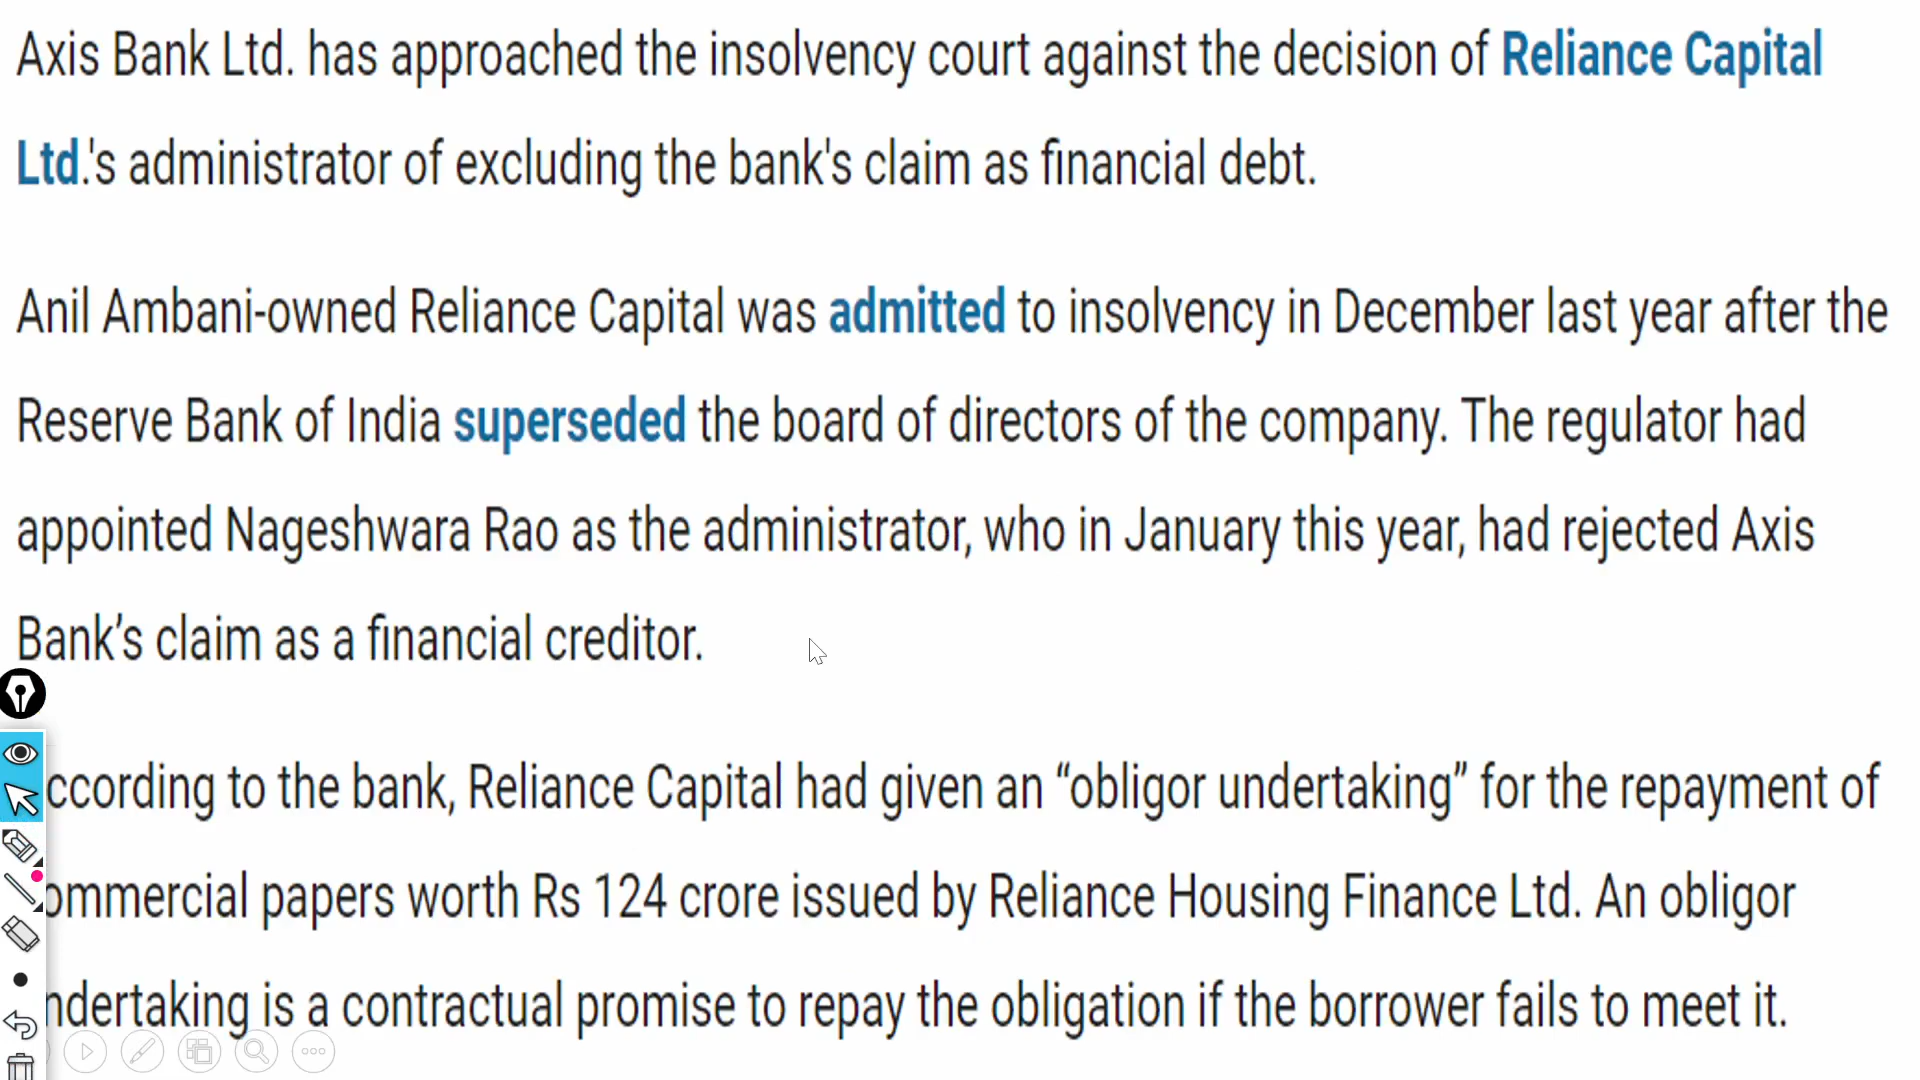 Axis Bank Ltd. has approached the insolvency court against the decision of Reliance Capital
Ltd.'s administrator of excluding the bank's claim as financial debt.
Anil Ambani-owned Reliance Capital was admitted to insolvency in December last year after the
Reserve Bank of India superseded the board of directors of the company. The regulator had
appointed Nageshwara Rao as the administrator, who in January this year, had rejected Axis
Bank’s claim as a financial creditor.
ccording to the bank, Reliance Capital had given an “obligor undertaking” for the repayment of
ommercial papers worth Rs 124 crore issued by Reliance Housing Finance Ltd. An obligor
ndertaking is a contractual promise to repay the obligation if the borrower fails to meet it.